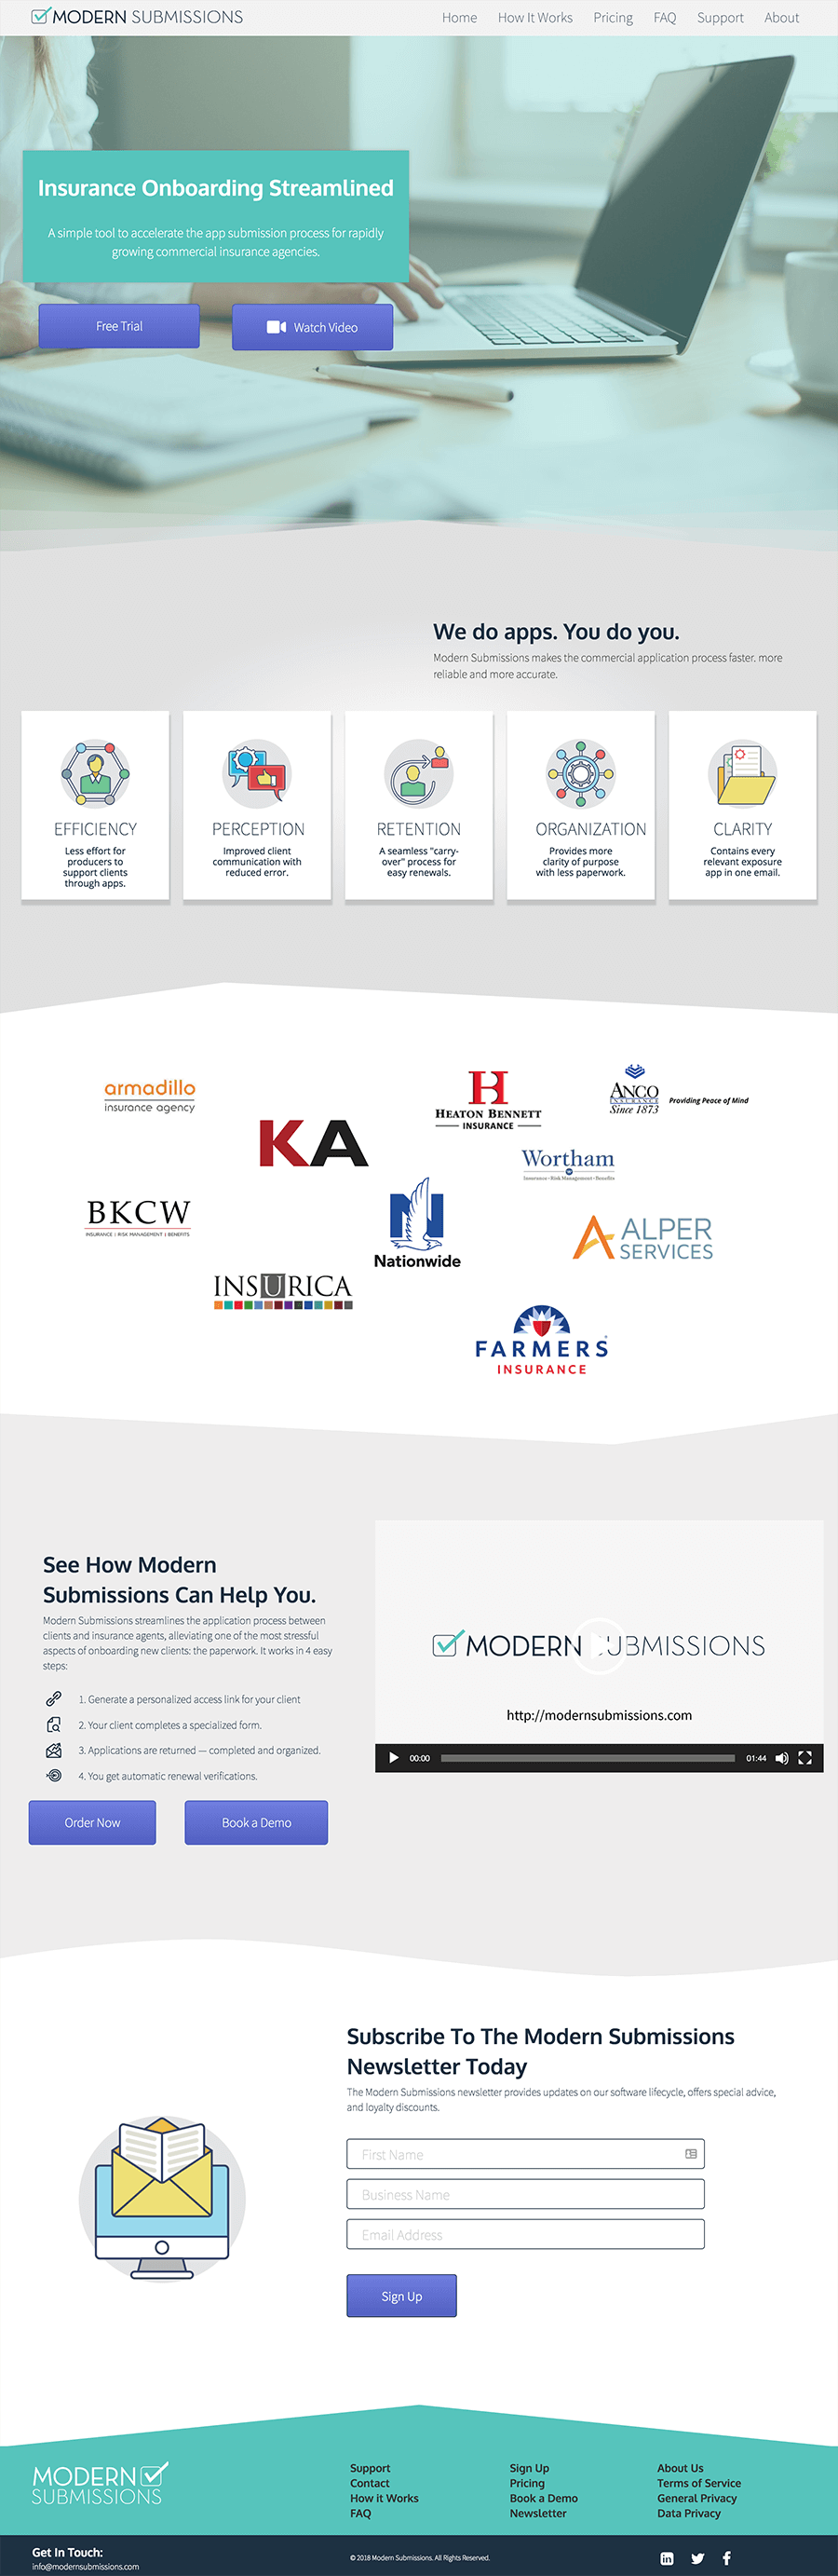 MODERN SUBMISSIONS
Home How It Works Pricing FAQ Support About
Insurance Onboarding Streamlined
A simple tool to accelerate the app submission process for rapidly
growing commercial insurance agencies.
Free Trial
Watch Video
We do apps. You do you.
Modern Submissions makes the commercial application process faster. more
reliable and more accurate.
EFFICIENCY
Less effort for
producers to
support clients
through apps.
PERCEPTION
Improved client
communication with
reduced error.
RETENTION
A seamless "carry-
over" process for
easy renewals.
ORGANIZATION
Provides more
clarity of purpose
with less paperwork.
CLARITY
Contains every
relevant exposure
app in one email.
armadillo
insurance agency
KA
H
HEATON BENNETT
INSURANCE
ANCO
INSURANCE
Since 1873
Providing Peace of Mind
Wortham
Insurance • Risk Management • Benefits
BKCW
INSURANCE | RISK MANAGEMENT | BENEFITS
N
Nationwide
ALPER
SERVICES
INSURICA
FARMERS
INSURANCE
See How Modern
Submissions Can Help You.
Modern Submissions streamlines the application process between
clients and insurance agents, alleviating one of the most stressful
aspects of onboarding new clients: the paperwork. It works in 4 easy
steps:
1. Generate a personalized access link for your client
2. Your client completes a specialized form.
3. Applications are returned — completed and organized.
4. You get automatic renewal verifications.
Order Now
Book a Demo
MODERN SUBMISSIONS
http://modernsubmissions.com
00:00
01:44
Subscribe To The Modern Submissions
Newsletter Today
The Modern Submissions newsletter provides updates on our software lifecycle, offers special advice,
and loyalty discounts.
First Name
Business Name
Email Address
Sign Up
MODERN
SUBMISSIONS
Support
Contact
How it Works
FAQ
Sign Up
Pricing
Book a Demo
Newsletter
About Us
Terms of Service
General Privacy
Data Privacy
Get In Touch:
info@modernsubmissions.com
© 2018 Modern Submissions. All Rights Reserved.